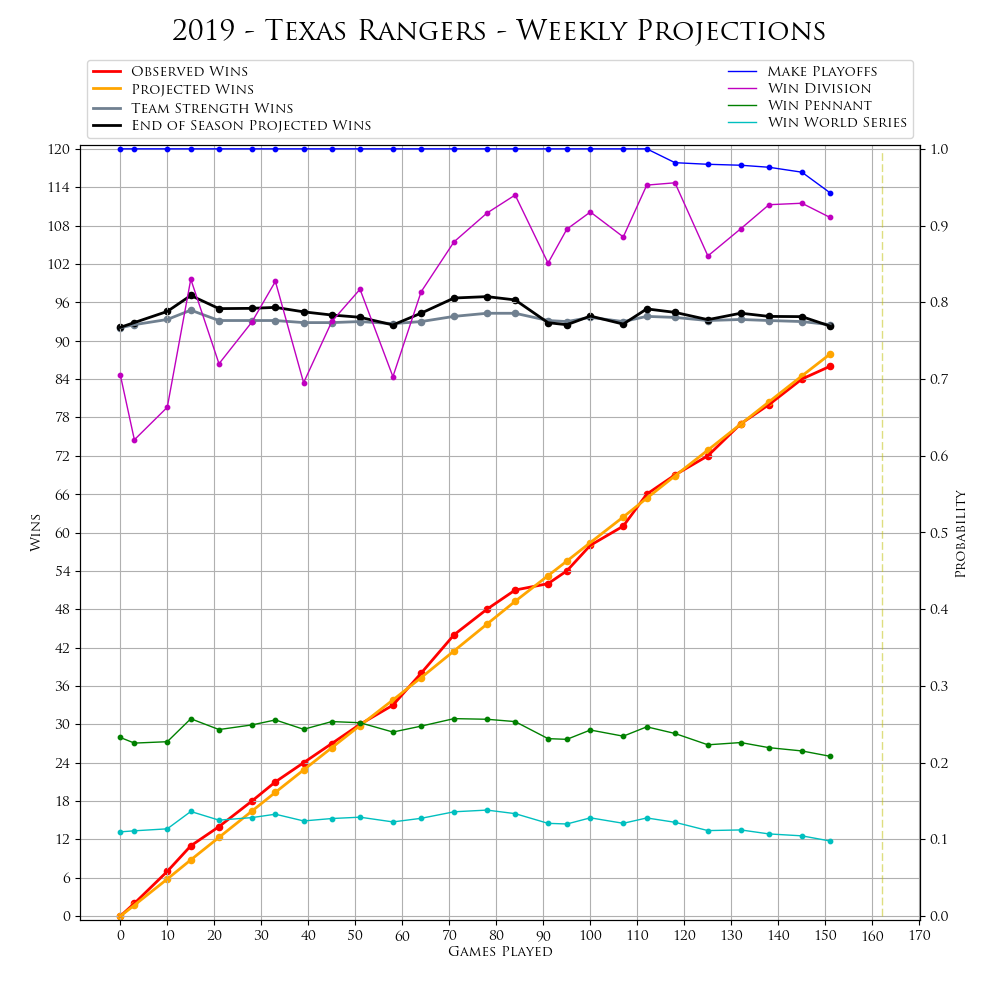 2019 - Texas Rangers - Weekly Projections
Observed Wins
Projected Wins
Team Strength Wins
End of Season Projected Wins
Make Playoffs
Win Division
Win Pennant
Win World Series
120
114
108
102
96
90
84
78
72
66
60
54
48
42
36
30
24
18
12
6
0
Wins
1.0
0.9
0.8
0.7
0.6
0.5
0.4
0.3
0.2
0.1
0.0
Probability
0 10 20 30 40 50 60 70 80 90 100 110 120 130 140 150 160 170
Games Played